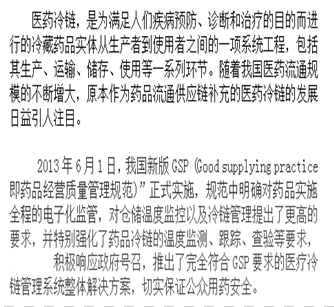 医药冷链，是为满足人们疾病预防、诊断和治疗的目的而进
行的冷藏药品实体从生产者到使用者之间的一项系统工程，包括
其生产、运输、储存、使用等一系列环节。随着我国医药流通规
模的不断增大，原本作为药品流通供应链补充的医药冷链的发展
日益引人注目。
2013年6月1日，我国新版GSP（Good supplying practice
即药品经营质量管理规范）”正式实施，规范中明确对药品实施
全程的电子化监管，对仓储温度监控以及冷链管理提出了更高的
要求，并特别强化了药品冷链的温度监测、跟踪、查验等要求，
积极响应政府号召，推出了完全符合GSP要求的医疗冷
链管理系统整体解决方案，切实保证公众用药安全。